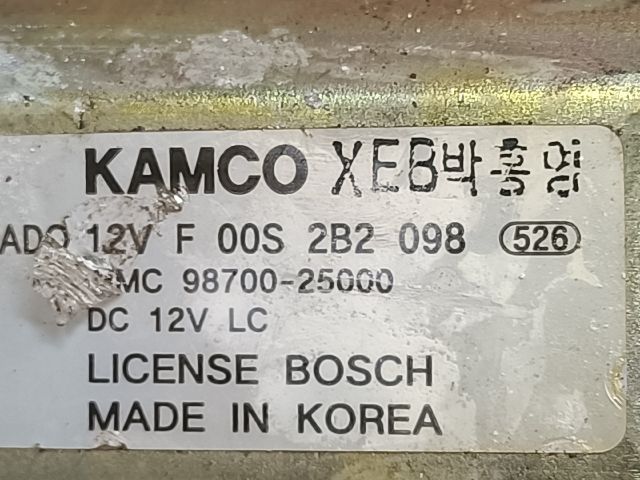 KAMCO XEB박홍협
ADO 12V F 00S 2B2 098 526
MC 98700-25000
DC 12V LC
LICENSE BOSCH
MADE IN KOREA